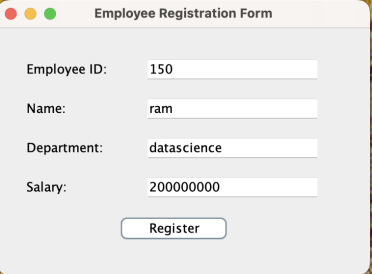 Employee Registration Form
Employee ID: 150
Name: ram
Department: datascience
Salary: 200000000
Register